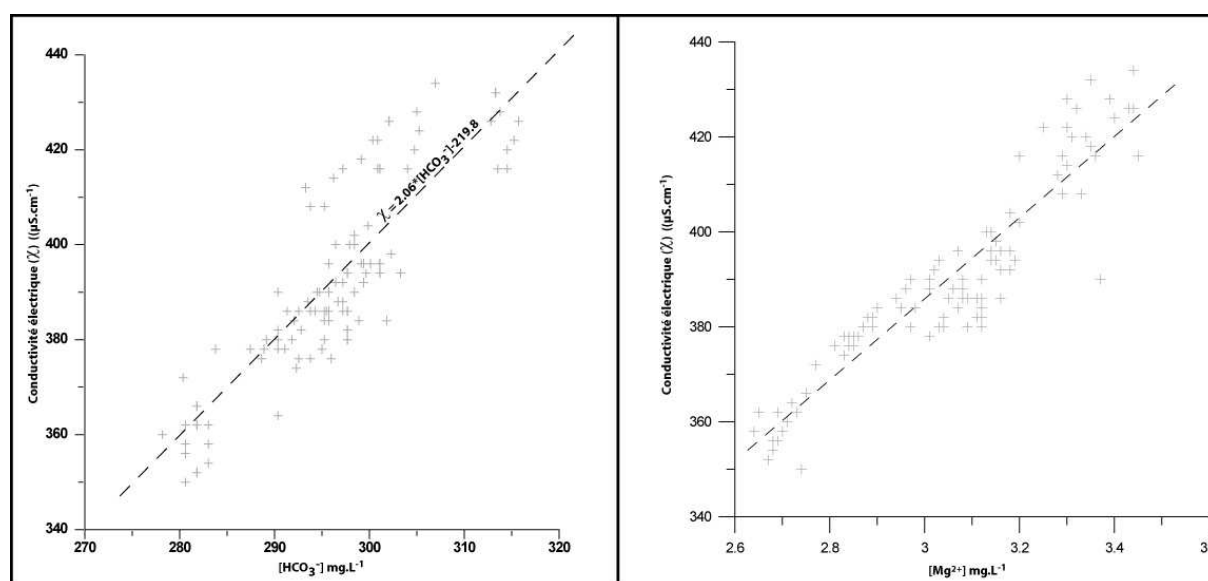 440
420
400
380
360
340
Conductivité électrique (χ) ((µS.cm⁻¹)
χ = 2.06*[HCO₃⁻]-219.8
270 280 290 300 310 320
[HCO₃⁻] mg.L⁻¹
440
420
400
380
360
340
Conductivité électrique (χ) ((µS.cm⁻¹)
2.6 2.8 3 3.2 3.4
[Mg²⁺] mg.L⁻¹